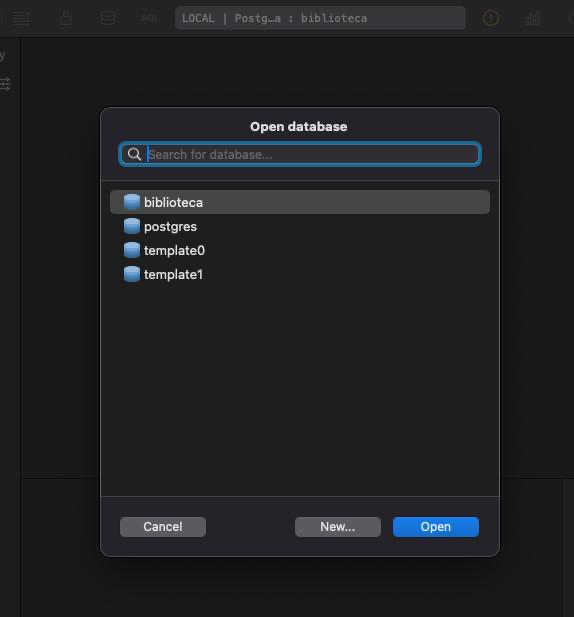 SQL
LOCAL | Postg…a : biblioteca
y
Open database
Search for database...
biblioteca
postgres
template0
template1
Cancel
New...
Open